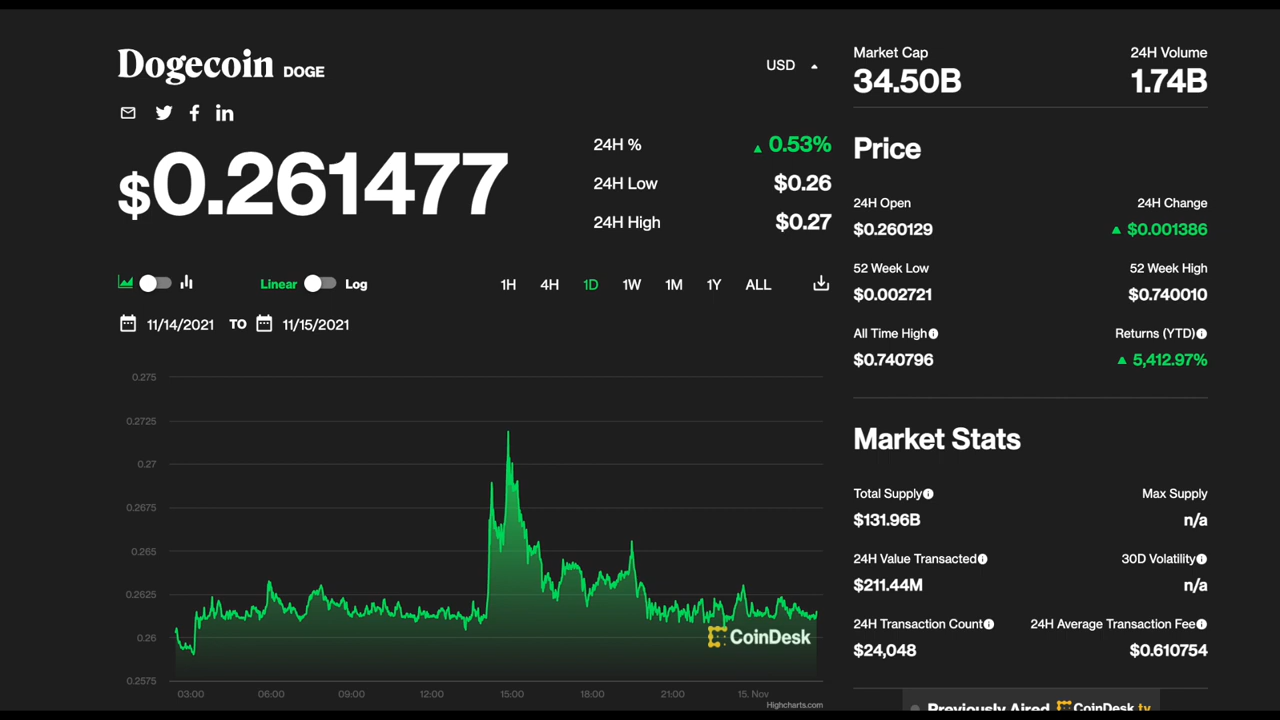 Dogecoin DOGE
USD
$0.261477
24H % 0.53%
24H Low $0.26
24H High $0.27
Linear Log
1H 4H 1D 1W 1M 1Y ALL
11/14/2021 TO 11/15/2021
0.275
0.2725
0.27
0.2675
0.265
0.2625
0.26
0.2575
03:00 06:00 09:00 12:00 15:00 18:00 21:00 15. Nov
CoinDesk
Highcharts.com
Market Cap 24H Volume
34.50B 1.74B
Price
24H Open 24H Change
$0.260129 $0.001386
52 Week Low 52 Week High
$0.002721 $0.740010
All Time High Returns (YTD)
$0.740796 5,412.97%
Market Stats
Total Supply Max Supply
$131.96B n/a
24H Value Transacted 30D Volatility
$211.44M n/a
24H Transaction Count 24H Average Transaction Fee
$24,048 $0.610754
Previously Aired CoinDesk tv